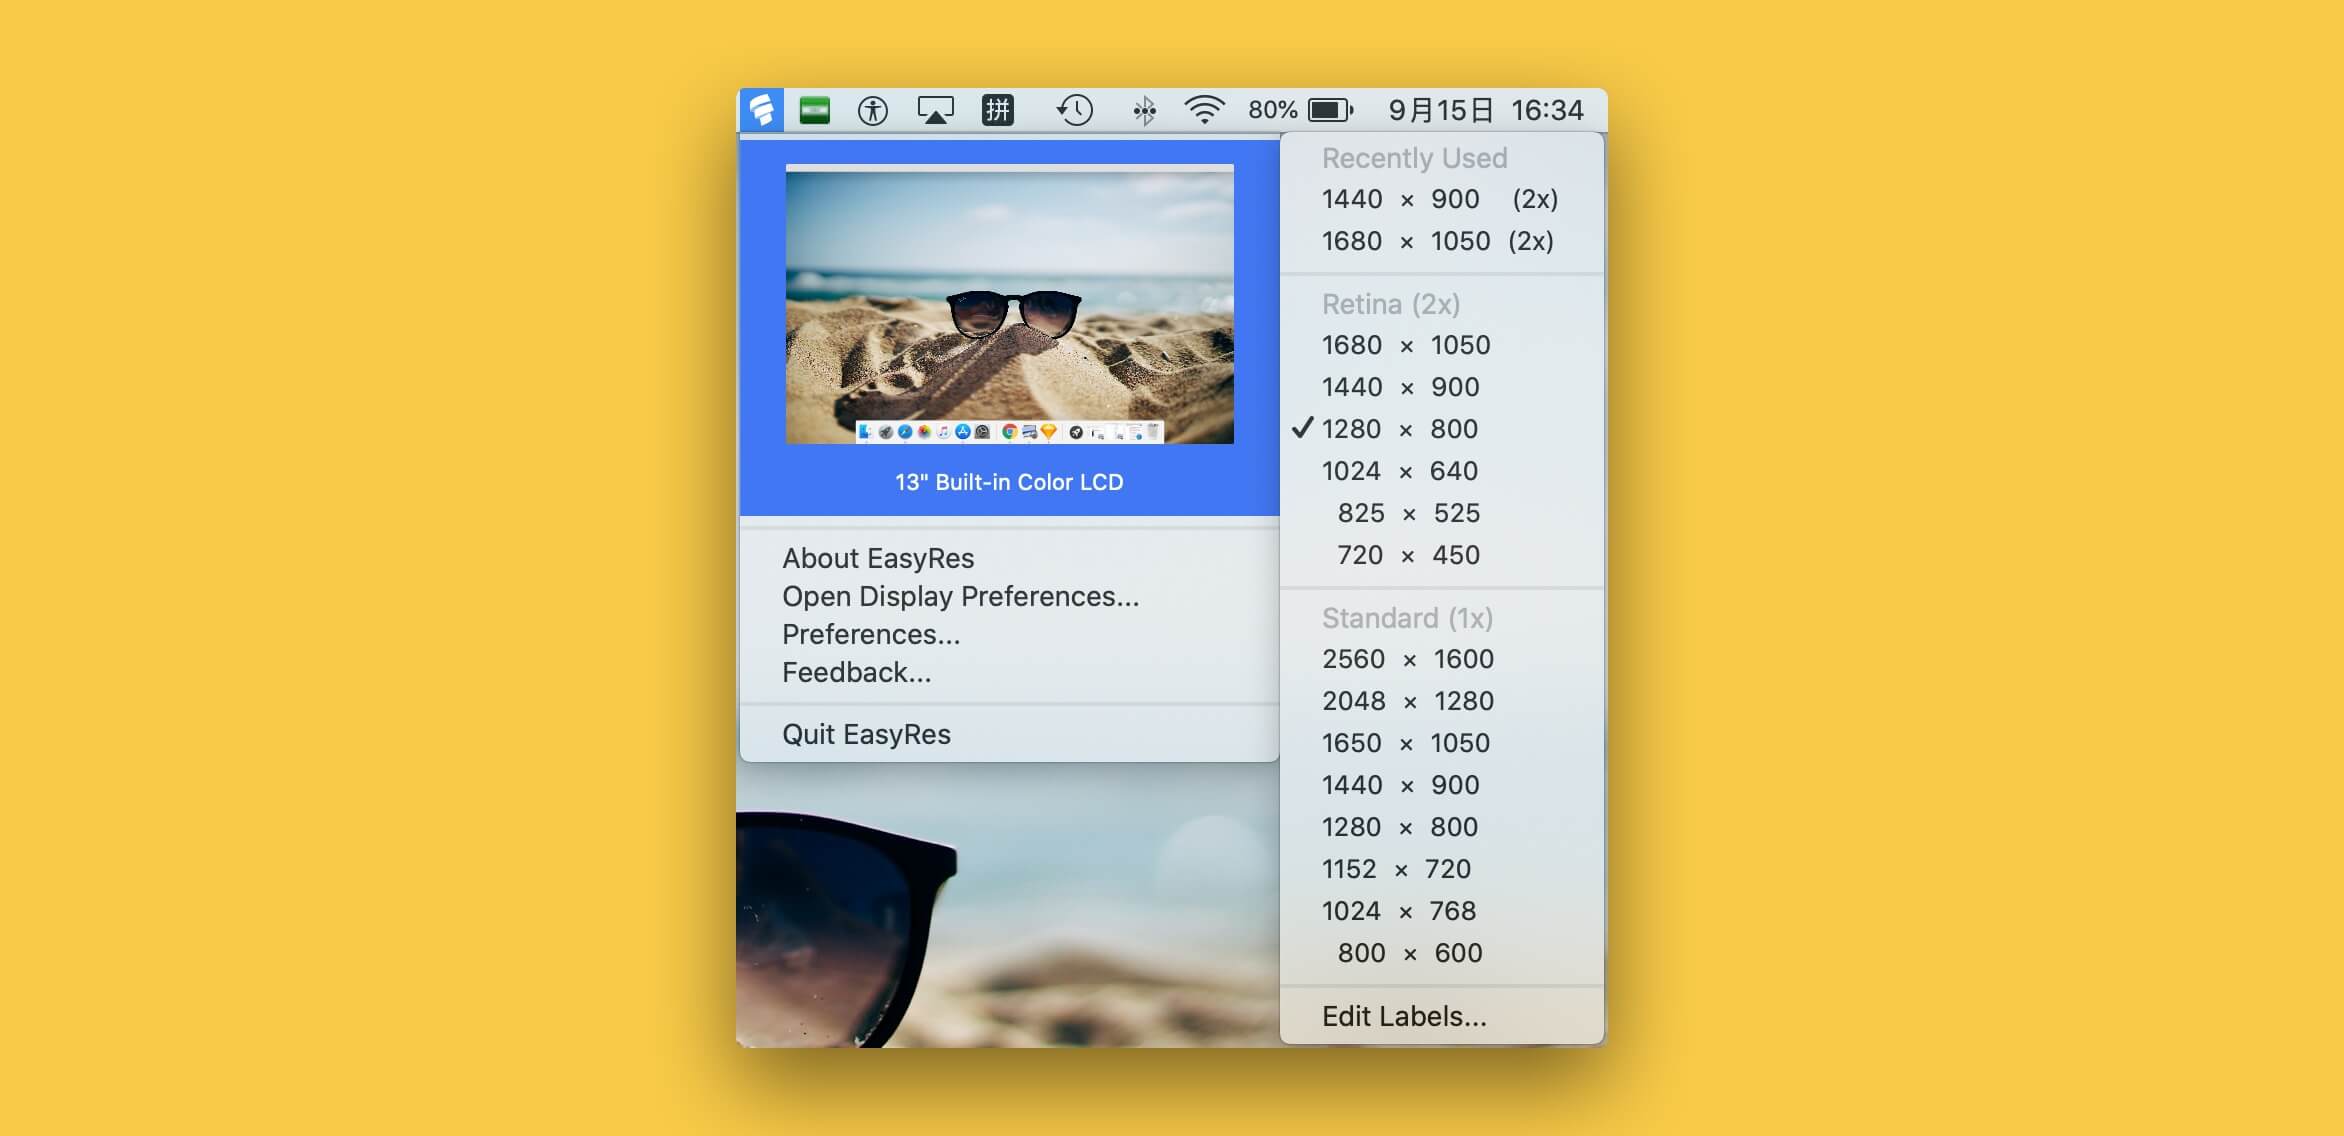 拼 80% 9月15日 16:34
13" Built-in Color LCD
About EasyRes
Open Display Preferences...
Preferences...
Feedback...
Quit EasyRes
Recently Used
1440 × 900 (2x)
1680 × 1050 (2x)
Retina (2x)
1680 × 1050
1440 × 900
1280 × 800
1024 × 640
825 × 525
720 × 450
Standard (1x)
2560 × 1600
2048 × 1280
1650 × 1050
1440 × 900
1280 × 800
1152 × 720
1024 × 768
800 × 600
Edit Labels...